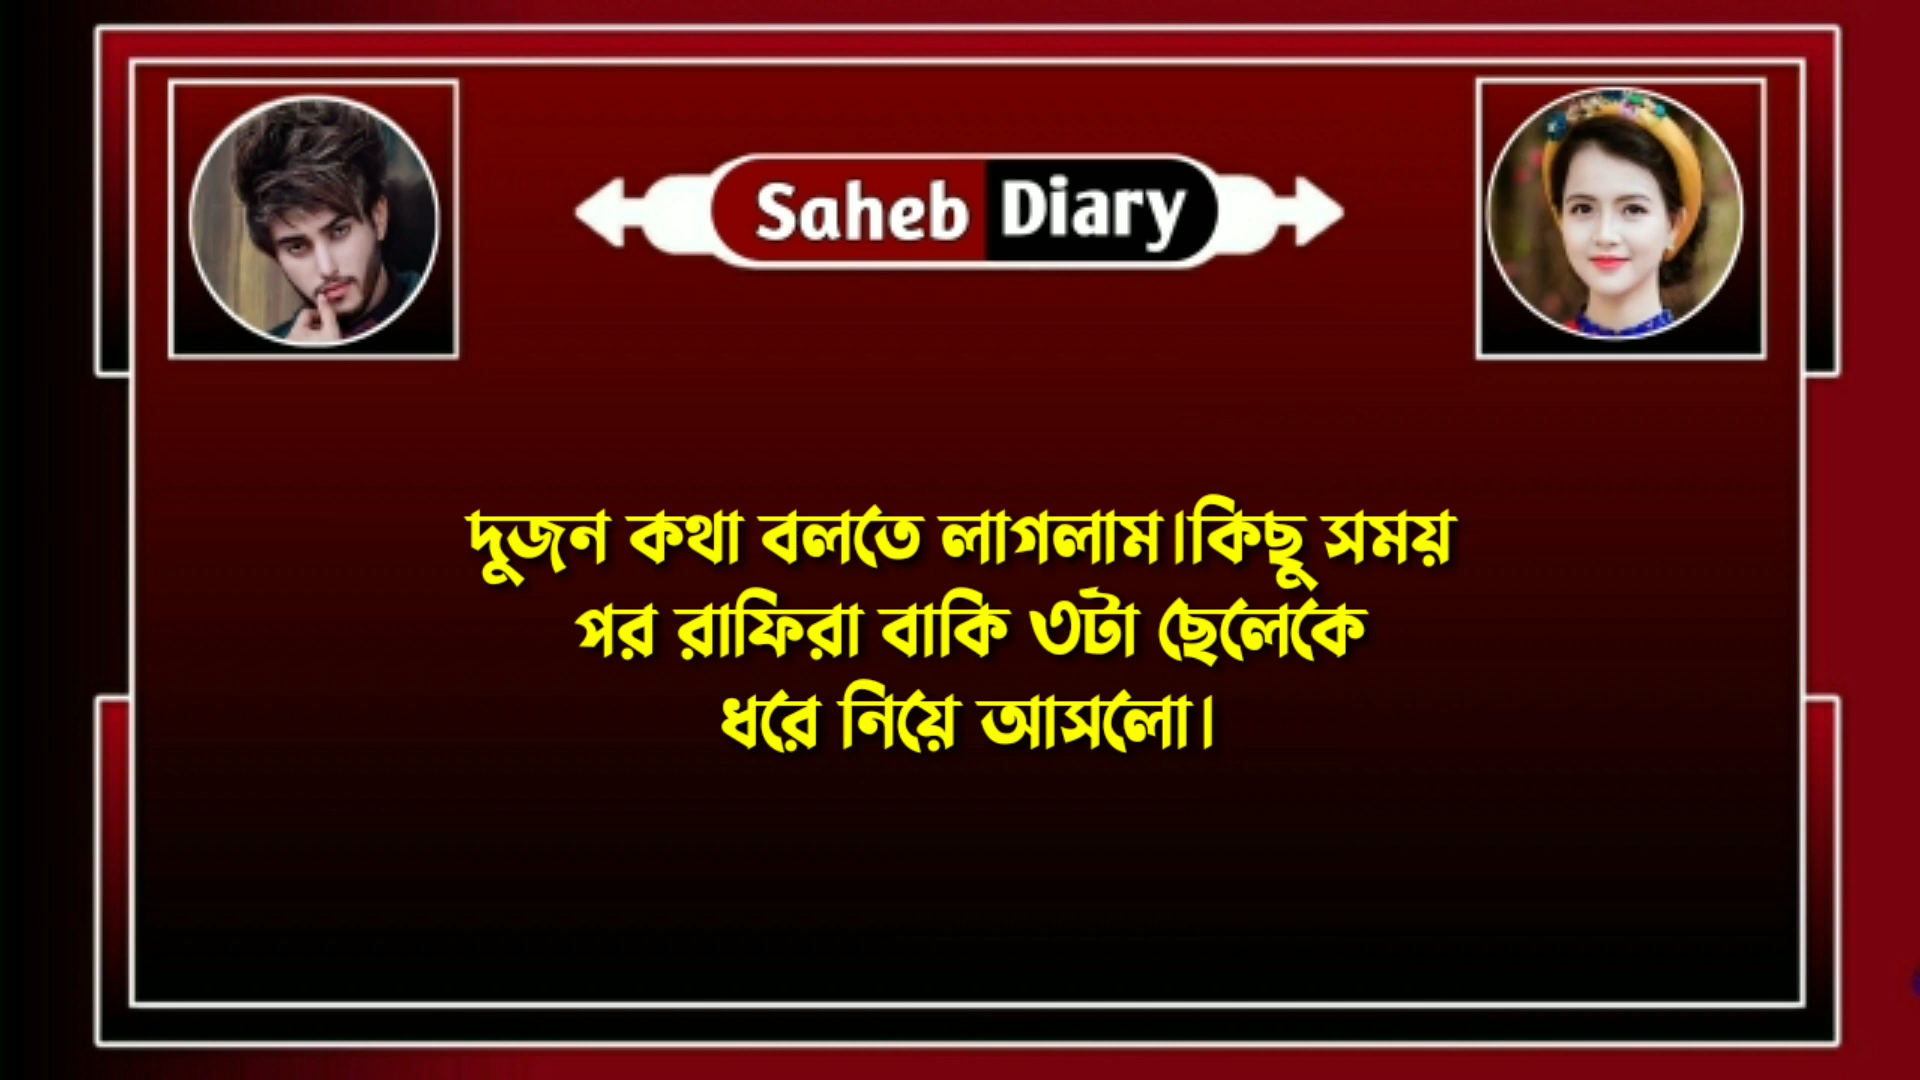 Saheb Diary
দুজন কথা বলতে লাগলাম।কিছু সময়
পর রাফিরা বাকি ৩টা ছেলেকে
ধরে নিয়ে আসলো।